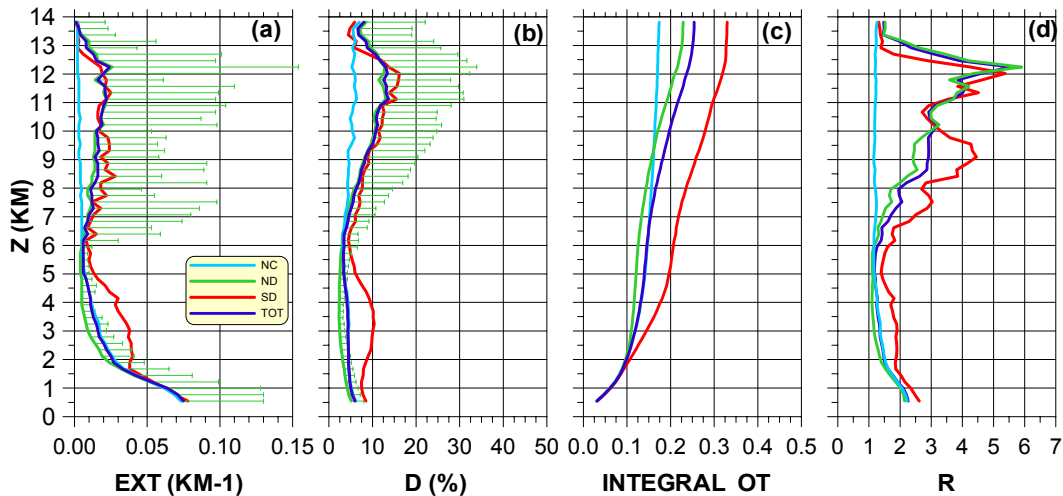 (a) (b) (c) (d)
Z (KM)
14
13
12
11
10
9
8
7
6
5
4
3
2
1
0
NC
ND
SD
TOT
0.00 0.05 0.10 0.15
0 10 20 30 40 50
0.0 0.1 0.2 0.3 0.4 0.5
0 1 2 3 4 5 6 7
EXT (KM-1) D (%) INTEGRAL OT R